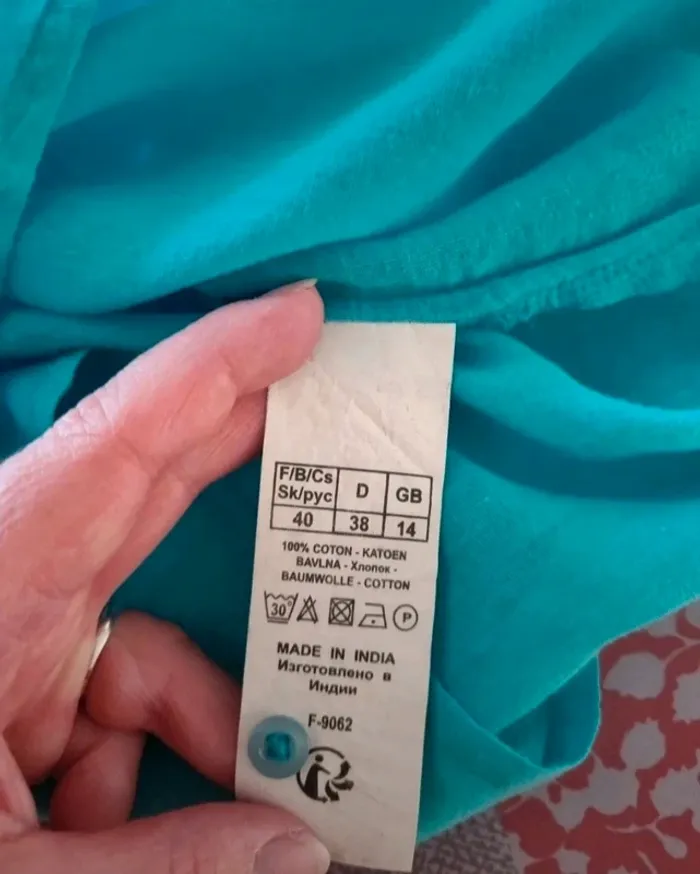 F/B/Cs D GB
Sk/рус
40 38 14
100% COTON - KATOEN
BAVLNA - Хлопок -
BAUMWOLLE - COTTON
30° P
MADE IN INDIA
Изготовлено в
Индии
F-9062